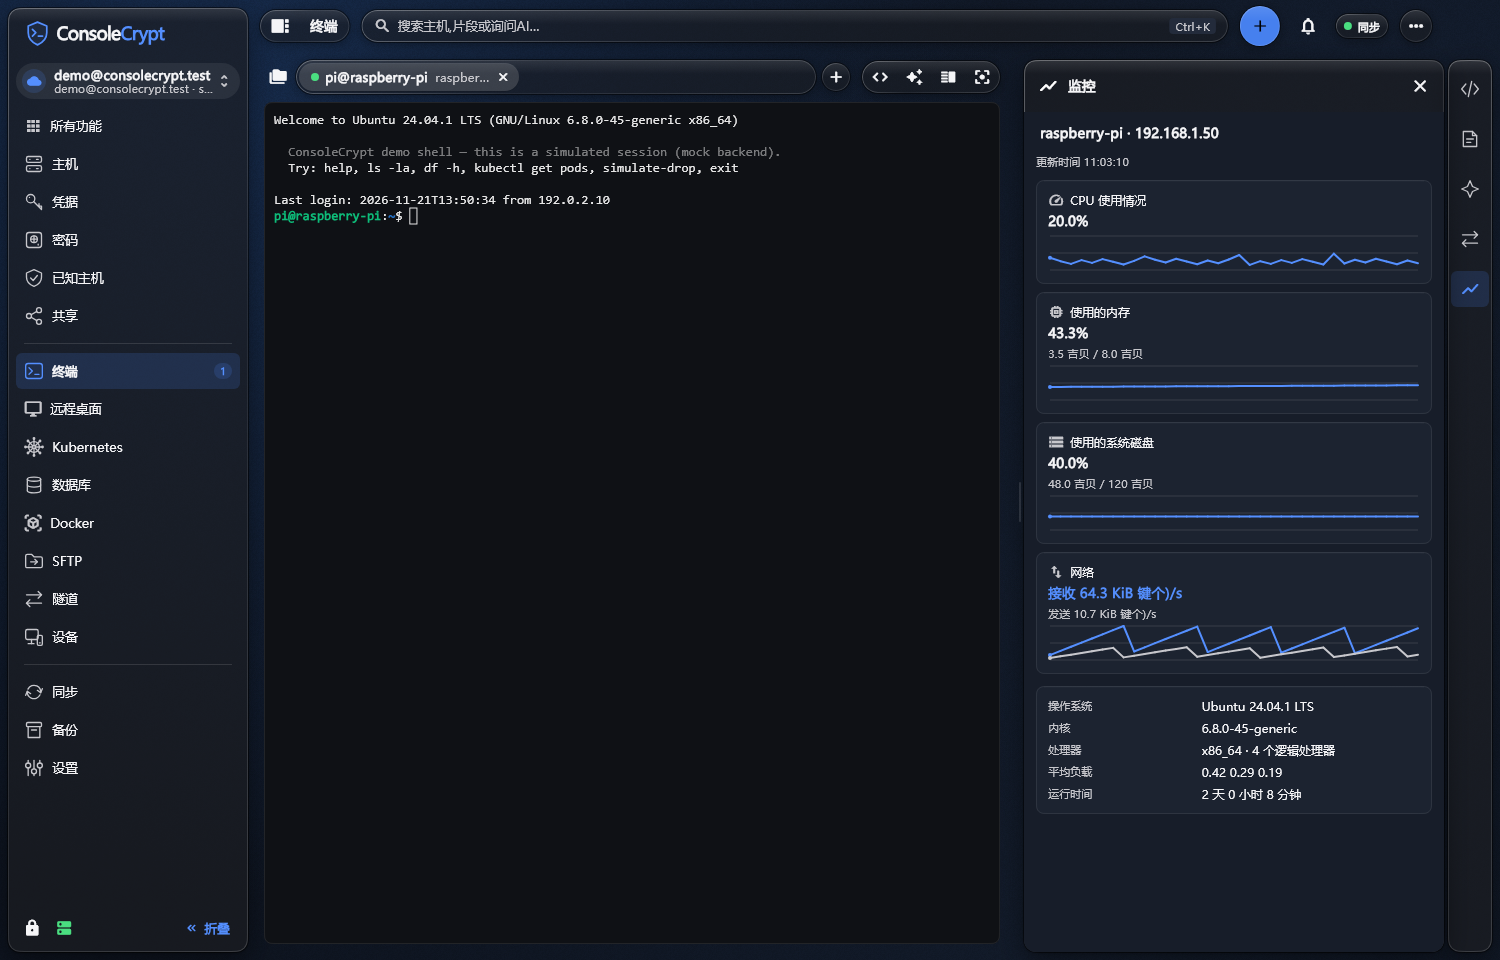 ConsoleCrypt
demo@consolecrypt.test
demo@consolecrypt.test · s...
所有功能
主机
凭据
密码
已知主机
共享
终端
1
远程桌面
Kubernetes
数据库
Docker
SFTP
隧道
设备
同步
备份
设置
折叠
终端
搜索主机,片段或询问AI...
Ctrl+K
同步
pi@raspberry-pi raspber...
Welcome to Ubuntu 24.04.1 LTS (GNU/Linux 6.8.0-45-generic x86_64)
ConsoleCrypt demo shell — this is a simulated session (mock backend).
Try: help, ls -la, df -h, kubectl get pods, simulate-drop, exit
Last login: 2026-11-21T13:50:34 from 192.0.2.10
pi@raspberry-pi:~$
监控
raspberry-pi · 192.168.1.50
更新时间 11:03:10
CPU 使用情况
20.0%
使用的内存
43.3%
3.5 吉贝 / 8.0 吉贝
使用的系统磁盘
40.0%
48.0 吉贝 / 120 吉贝
网络
接收 64.3 KiB 键个)/s
发送 10.7 KiB 键个)/s
操作系统 Ubuntu 24.04.1 LTS
内核 6.8.0-45-generic
处理器 x86_64 · 4 个逻辑处理器
平均负载 0.42 0.29 0.19
运行时间 2 天 0 小时 8 分钟